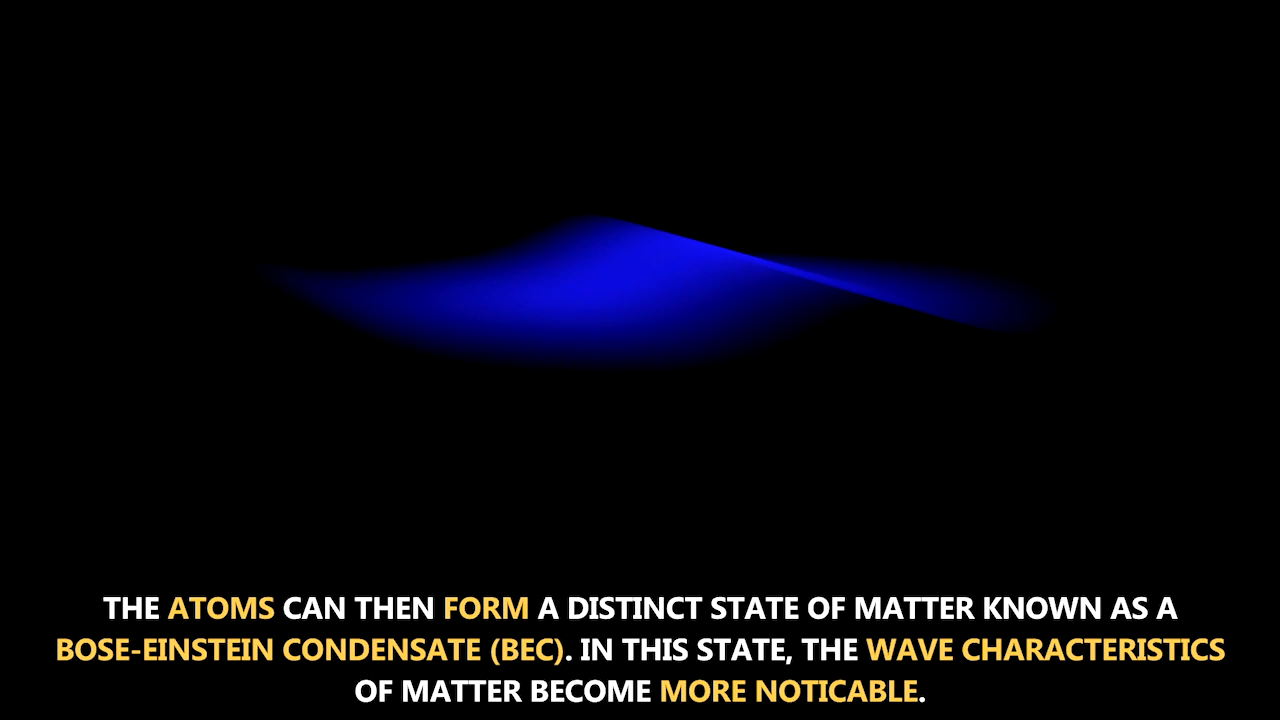 THE ATOMS CAN THEN FORM A DISTINCT STATE OF MATTER KNOWN AS A
BOSE-EINSTEIN CONDENSATE (BEC). IN THIS STATE, THE WAVE CHARACTERISTICS
OF MATTER BECOME MORE NOTICABLE.